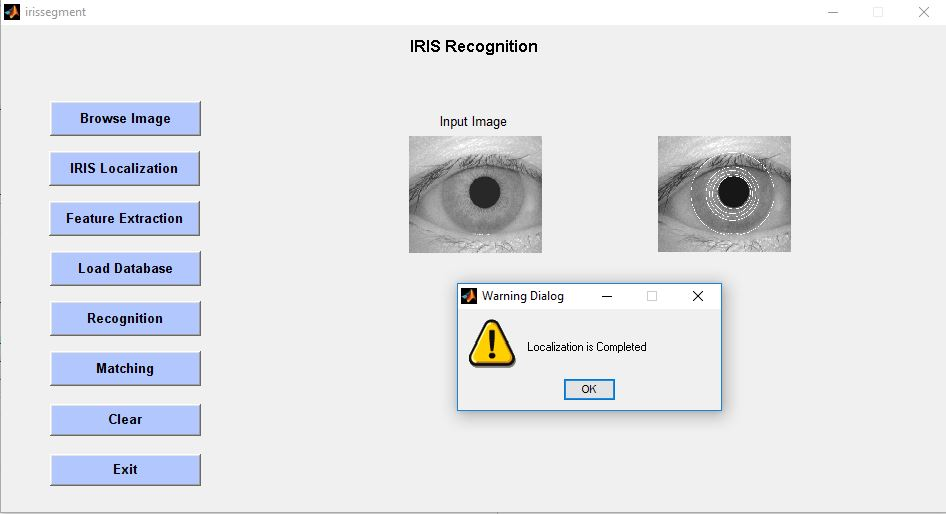 irissegment
IRIS Recognition
Browse Image
IRIS Localization
Feature Extraction
Load Database
Recognition
Matching
Clear
Exit
Input Image
Warning Dialog
Localization is Completed
OK